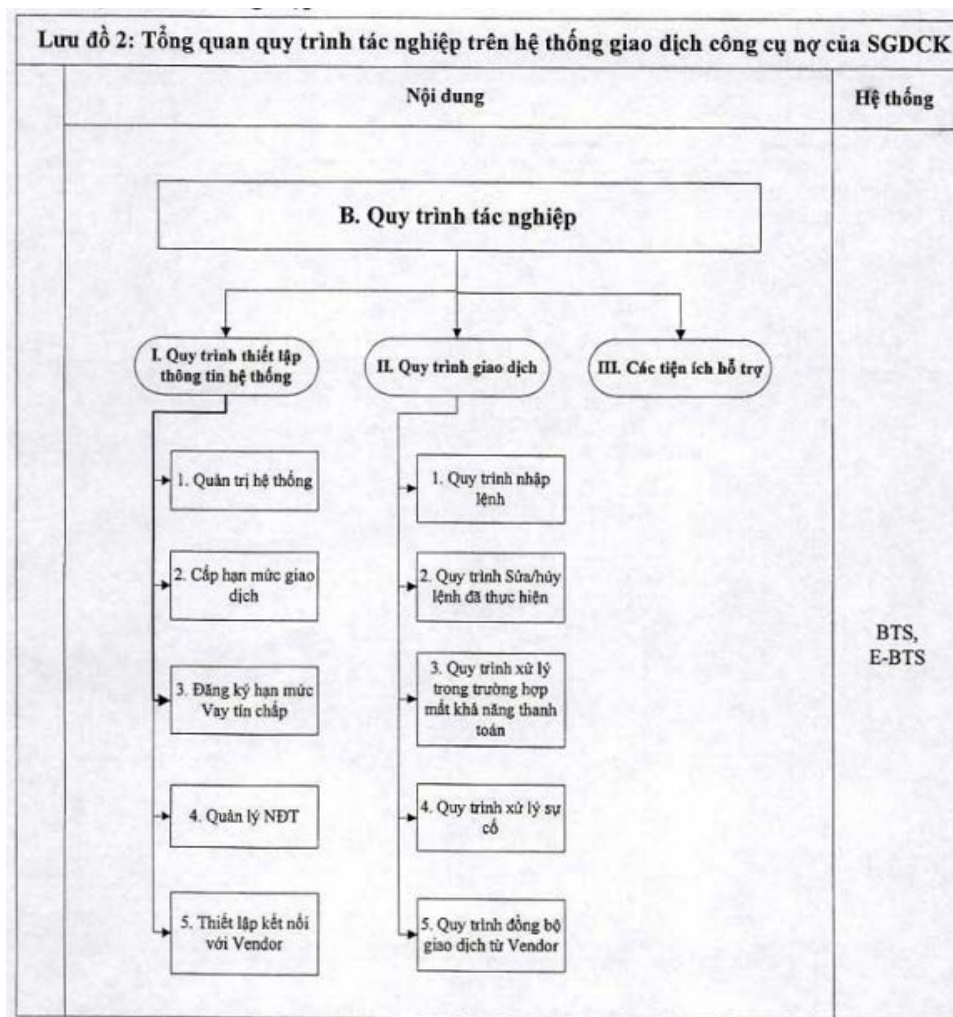 Lưu đồ 2: Tổng quan quy trình tác nghiệp trên hệ thống giao dịch công cụ nợ của SGDCK
Nội dung
Hệ thống
B. Quy trình tác nghiệp
I. Quy trình thiết lập
thông tin hệ thống
II. Quy trình giao dịch
III. Các tiện ích hỗ trợ
1. Quản trị hệ thống
2. Cấp hạn mức giao
dịch
3. Đăng ký hạn mức
Vay tín chấp
4. Quản lý NĐT
5. Thiết lập kết nối
với Vendor
1. Quy trình nhập
lệnh
2. Quy trình Sửa/hủy
lệnh đã thực hiện
3. Quy trình xử lý
trong trường hợp
mất khả năng thanh
toán
4. Quy trình xử lý sự
cố
5. Quy trình đồng bộ
giao dịch từ Vendor
BTS,
E-BTS